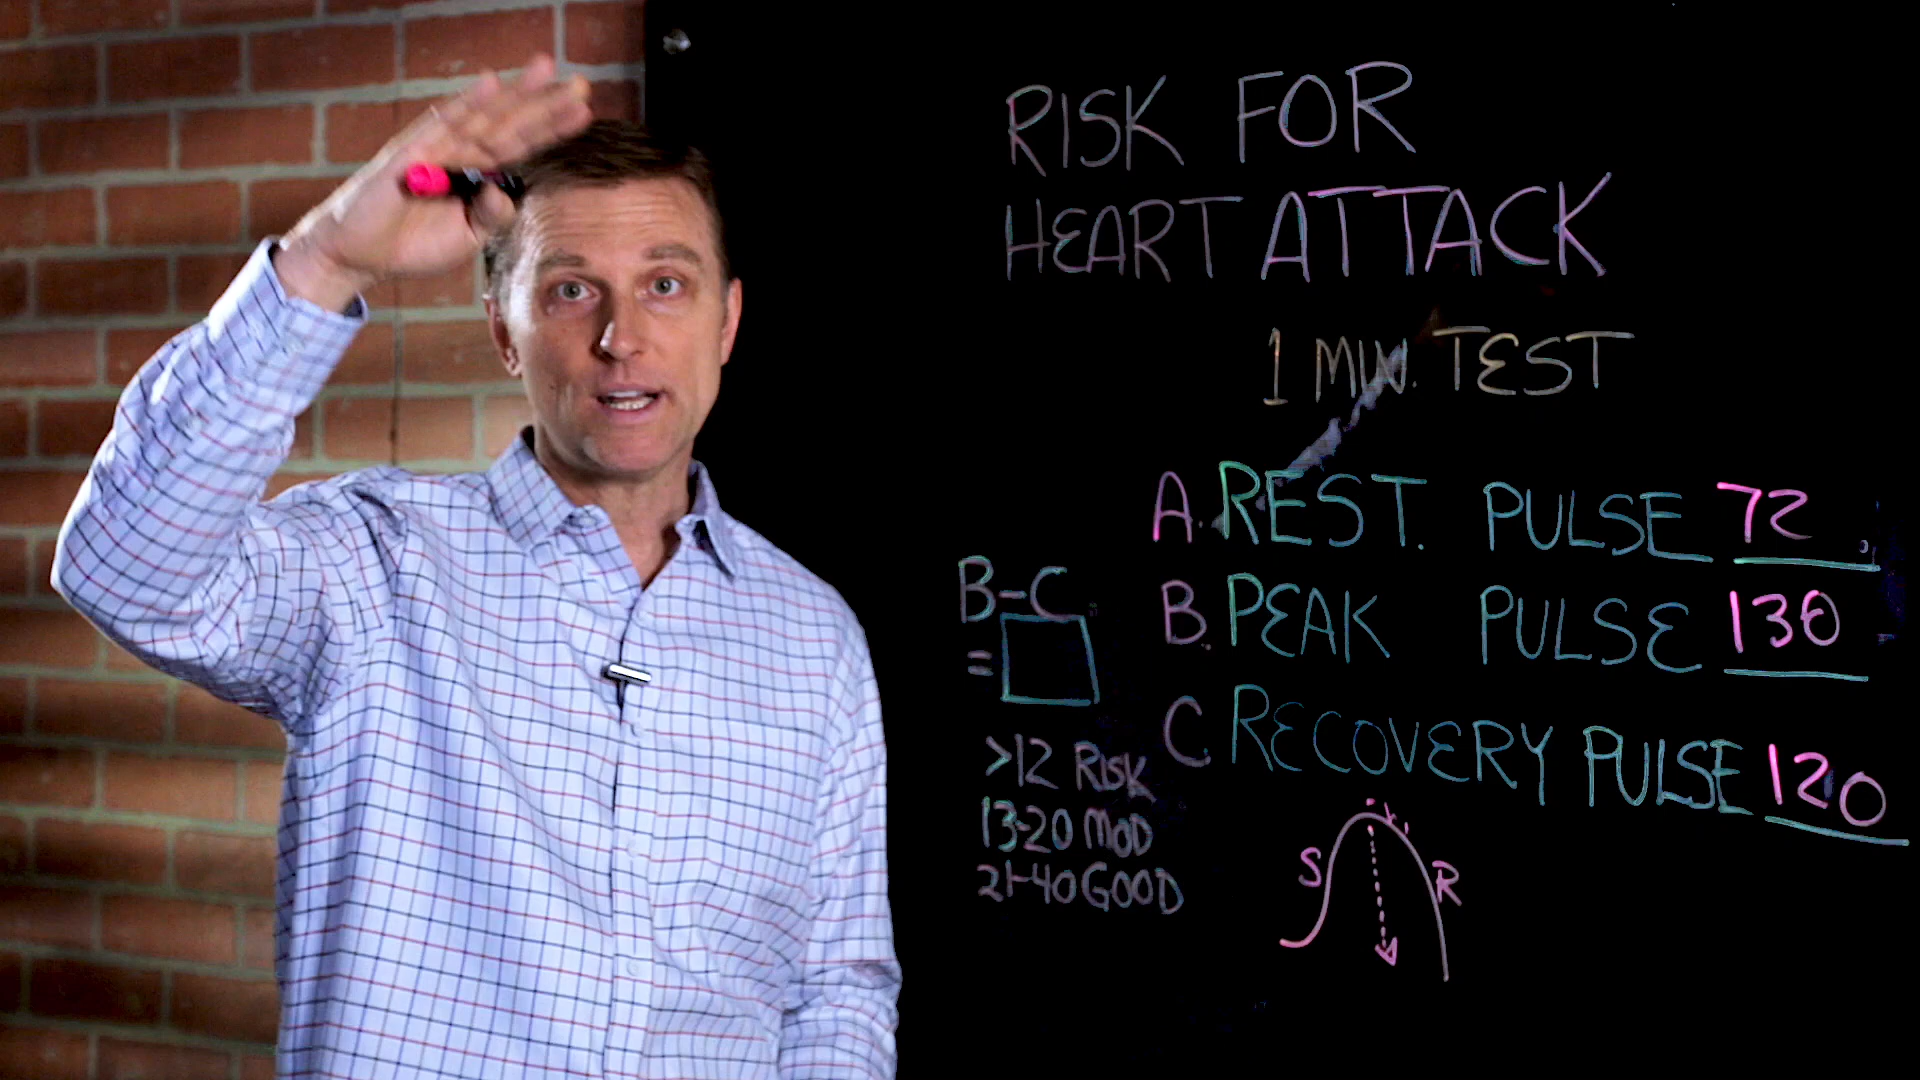 RISK FOR
HEART ATTACK
1 MIN. TEST
A. REST. PULSE 72
B. PEAK PULSE 130
C RECOVERY PULSE 120
B-C
=
>12 RISK
13-20 MOD
21-40 GOOD
S R